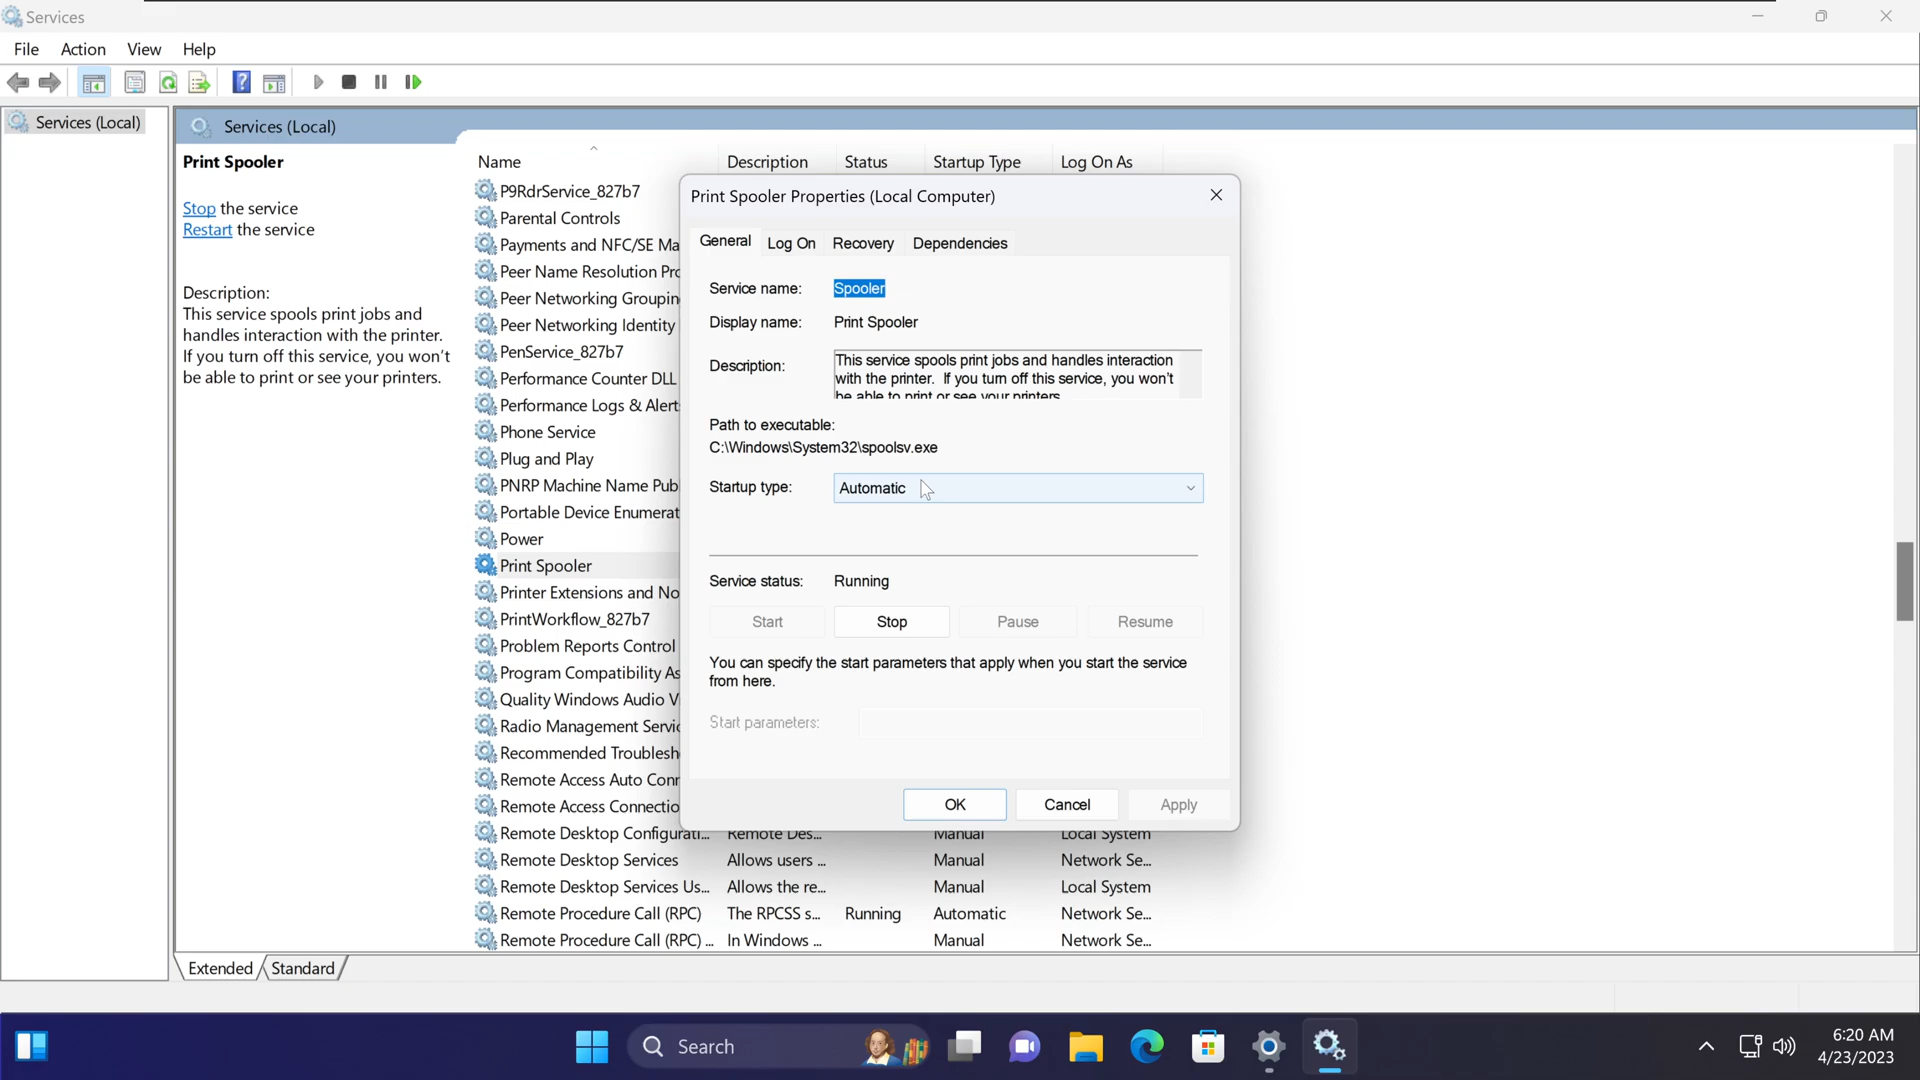 Services
File Action View Help
Services (Local)
Services (Local)
Print Spooler
Stop the service
Restart the service
Description:
This service spools print jobs and
handles interaction with the printer.
If you turn off this service, you won't
be able to print or see your printers.
Name Description Status Startup Type Log On As
P9RdrService_827b7
Parental Controls
Payments and NFC/SE Ma
Peer Name Resolution Pro
Peer Networking Grouping
Peer Networking Identity
PenService_827b7
Performance Counter DLL
Performance Logs & Alerts
Phone Service
Plug and Play
PNRP Machine Name Publ
Portable Device Enumerat
Power
Print Spooler
Printer Extensions and No
PrintWorkflow_827b7
Problem Reports Control
Program Compatibility As
Quality Windows Audio V
Radio Management Servic
Recommended Troublesh
Remote Access Auto Conn
Remote Access Connectio
Remote Desktop Configurati... Remote Des... Manual Local System
Remote Desktop Services Allows users ... Manual Network Se...
Remote Desktop Services Us... Allows the re... Manual Local System
Remote Procedure Call (RPC) The RPCSS s... Running Automatic Network Se...
Remote Procedure Call (RPC) ... In Windows ... Manual Network Se...
Print Spooler Properties (Local Computer)
General Log On Recovery Dependencies
Service name: Spooler
Display name: Print Spooler
Description: This service spools print jobs and handles interaction
with the printer. If you turn off this service, you won't
be able to print or see your printers.
Path to executable:
C:\Windows\System32\spoolsv.exe
Startup type: Automatic
Service status: Running
Start Stop Pause Resume
You can specify the start parameters that apply when you start the service
from here.
Start parameters:
OK Cancel Apply
Extended Standard
Search
6:20 AM
4/23/2023